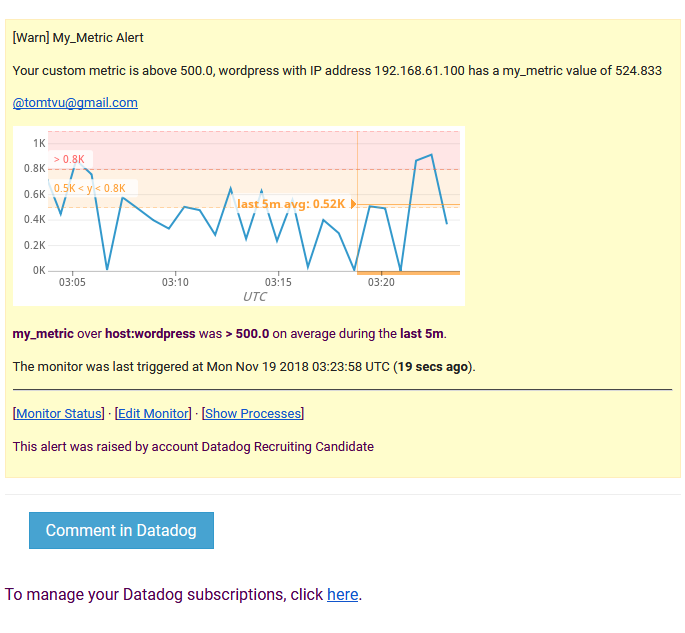 [Warn] My_Metric Alert
Your custom metric is above 500.0, wordpress with IP address 192.168.61.100 has a my_metric value of 524.833
@tomtvu@gmail.com
1K
> 0.8K
0.8K
0.5K < y < 0.8K
0.6K
last 5m avg: 0.52K
0.4K
0.2K
0K
03:05 03:10 03:15 03:20
UTC
my_metric over host:wordpress was > 500.0 on average during the last 5m.
The monitor was last triggered at Mon Nov 19 2018 03:23:58 UTC (19 secs ago).
[Monitor Status] · [Edit Monitor] · [Show Processes]
This alert was raised by account Datadog Recruiting Candidate
Comment in Datadog
To manage your Datadog subscriptions, click here.